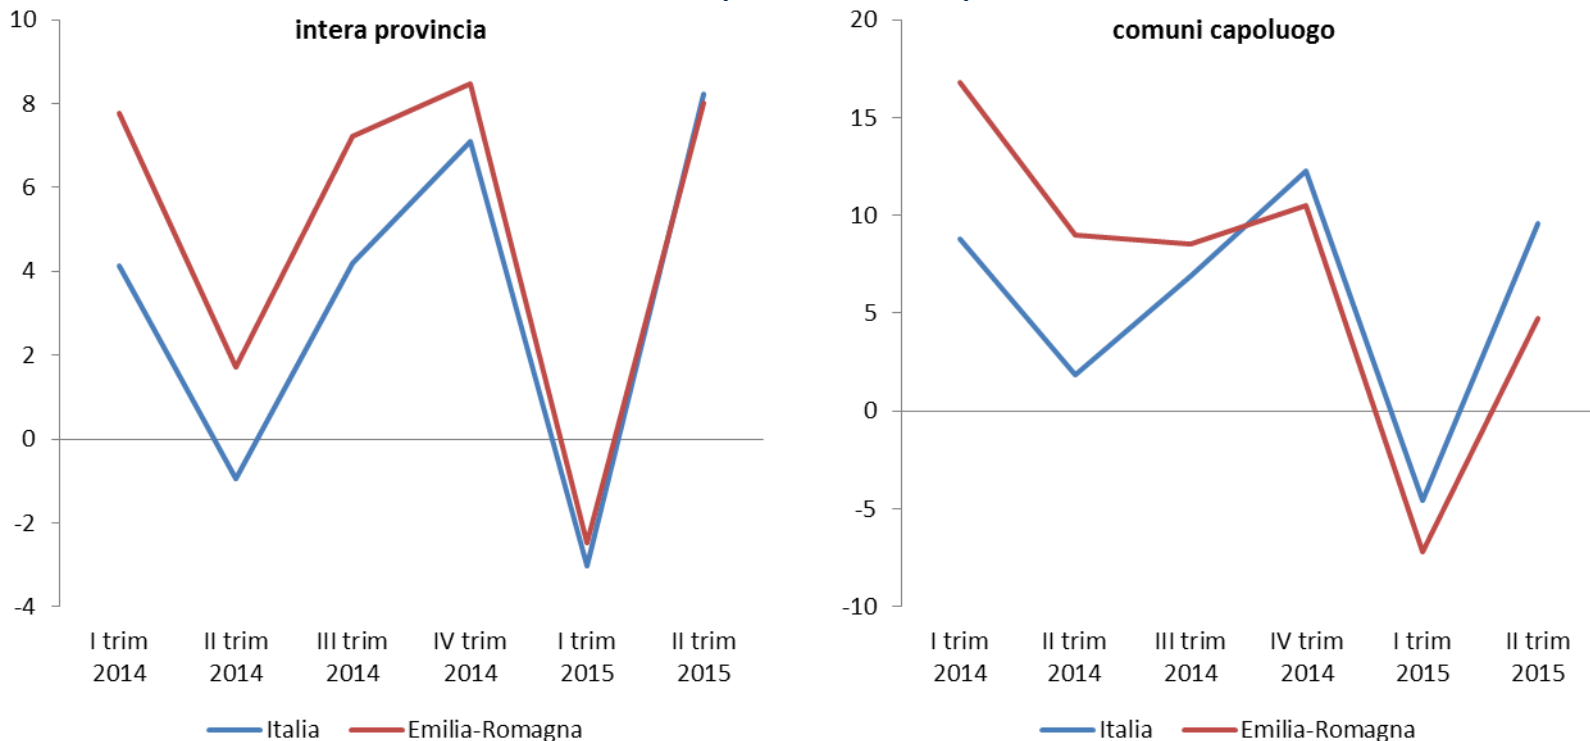 intera provincia
10
8
6
4
2
0
-2
-4
I trim
2014
II trim
2014
III trim
2014
IV trim
2014
I trim
2015
II trim
2015
Italia
Emilia-Romagna
comuni capoluogo
20
15
10
5
0
-5
-10
I trim
2014
II trim
2014
III trim
2014
IV trim
2014
I trim
2015
II trim
2015
Italia
Emilia-Romagna